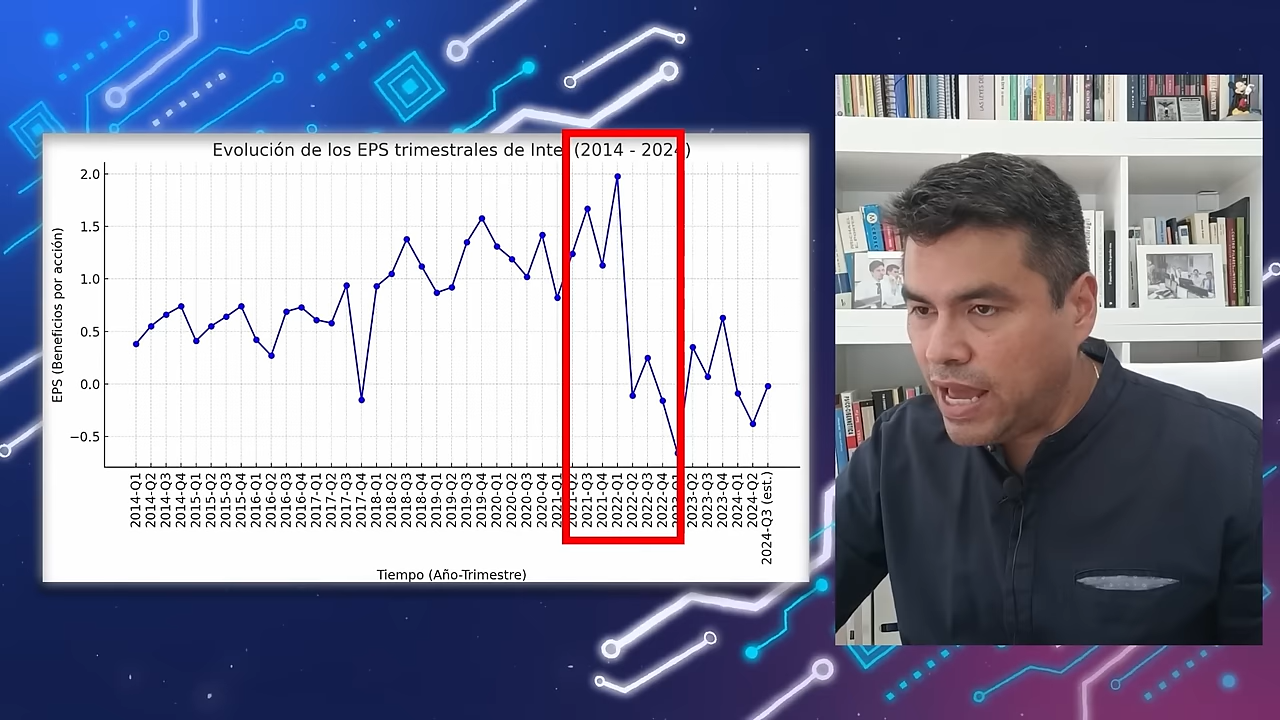 Evolución de los EPS trimestrales de Inte (2014 - 2024)
EPS (Beneficios por acción)
2.0
1.5
1.0
0.5
0.0
−0.5
2014-Q1
2014-Q2
2014-Q3
2014-Q4
2015-Q1
2015-Q2
2015-Q3
2015-Q4
2016-Q1
2016-Q2
2016-Q3
2016-Q4
2017-Q1
2017-Q2
2017-Q3
2017-Q4
2018-Q1
2018-Q2
2018-Q3
2018-Q4
2019-Q1
2019-Q2
2019-Q3
2019-Q4
2020-Q1
2020-Q2
2020-Q3
2020-Q4
2021-Q1
2021-Q2
2021-Q3
2021-Q4
2022-Q1
2022-Q2
2022-Q3
2022-Q4
2023-Q1
2023-Q2
2023-Q3
2023-Q4
2024-Q1
2024-Q2
2024-Q3 (est.)
Tiempo (Año-Trimestre)